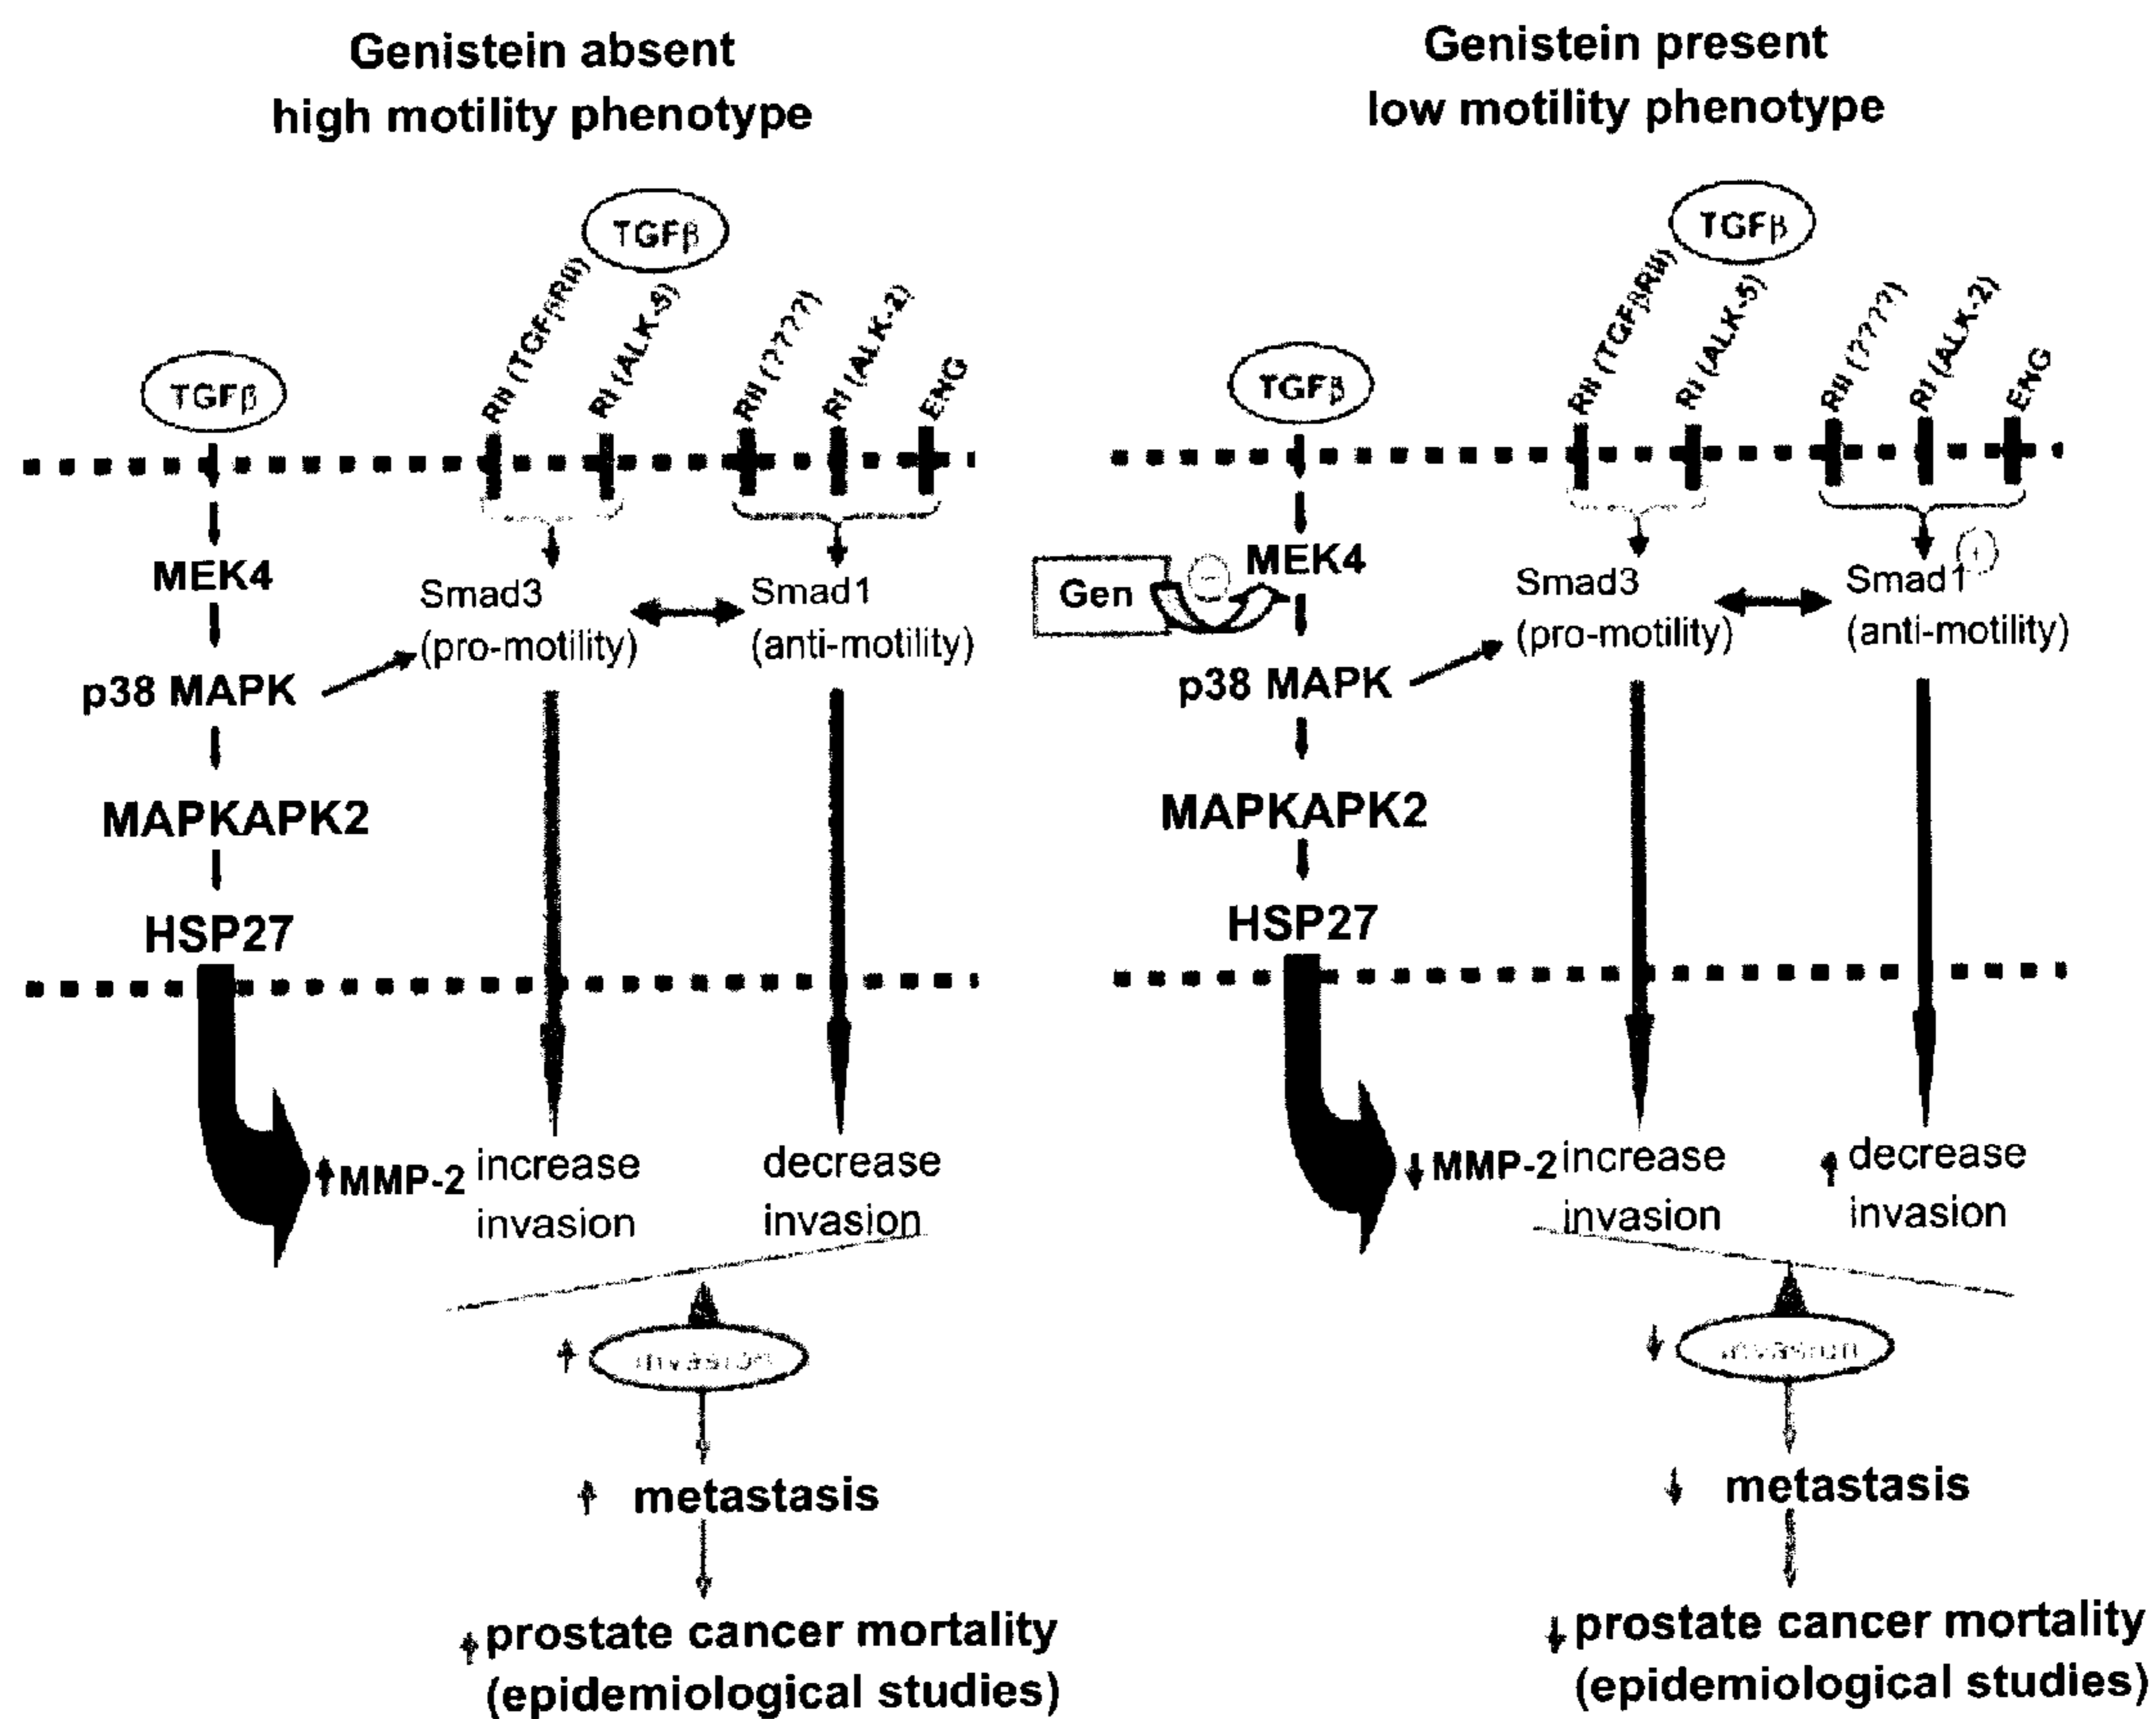 Genistein absent
high motility phenotype
TGFβ
RII (TGFβRII)
RI (ALK-5)
RII (????)
RI (ALK-2)
ENG
TGFβ
MEK4
Smad3
(pro-motility)
Smad1
(anti-motility)
p38 MAPK
MAPKAPK2
HSP27
MMP-2
increase
invasion
decrease
invasion
invasion
metastasis
prostate cancer mortality
(epidemiological studies)
Genistein present
low motility phenotype
TGFβ
RII (TGFβRII)
RI (ALK-5)
RII (????)
RI (ALK-2)
ENG
TGFβ
MEK4
Gen
Smad3
(pro-motility)
Smad1
(anti-motility)
p38 MAPK
MAPKAPK2
HSP27
MMP-2
increase
invasion
decrease
invasion
invasion
metastasis
prostate cancer mortality
(epidemiological studies)